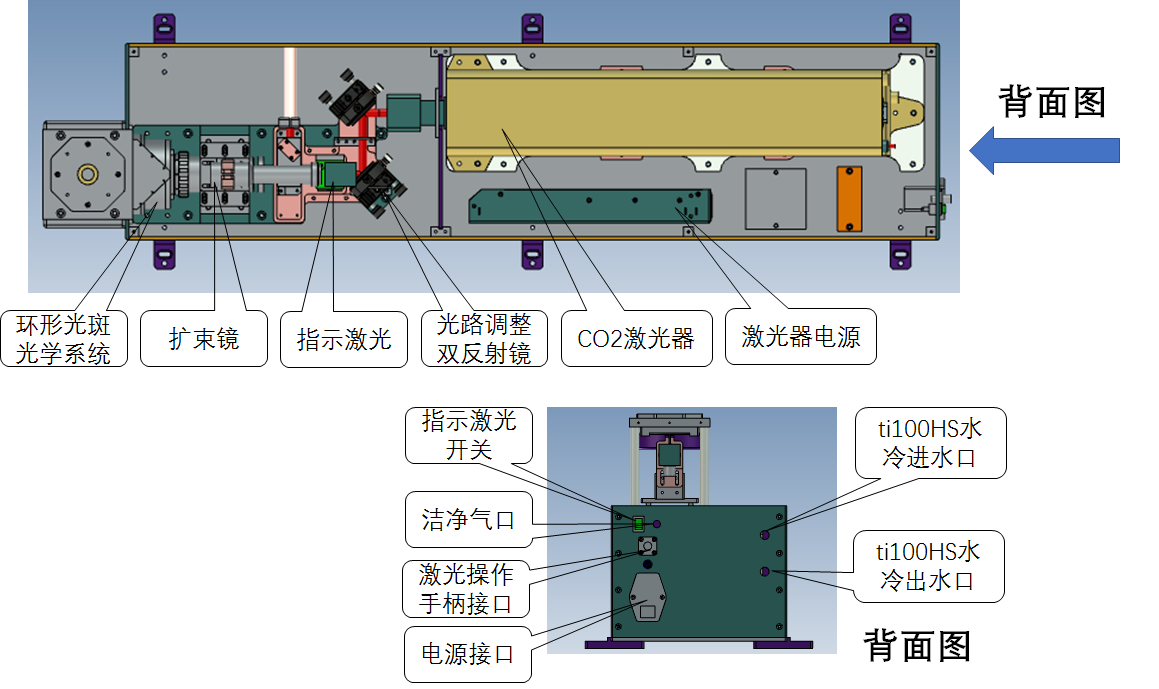 背面图
环形光斑
光学系统
扩束镜
指示激光
光路调整
双反射镜
CO2激光器
激光器电源
指示激光
开关
洁净气口
激光操作
手柄接口
电源接口
ti100HS水
冷进水口
ti100HS水
冷出水口
背面图